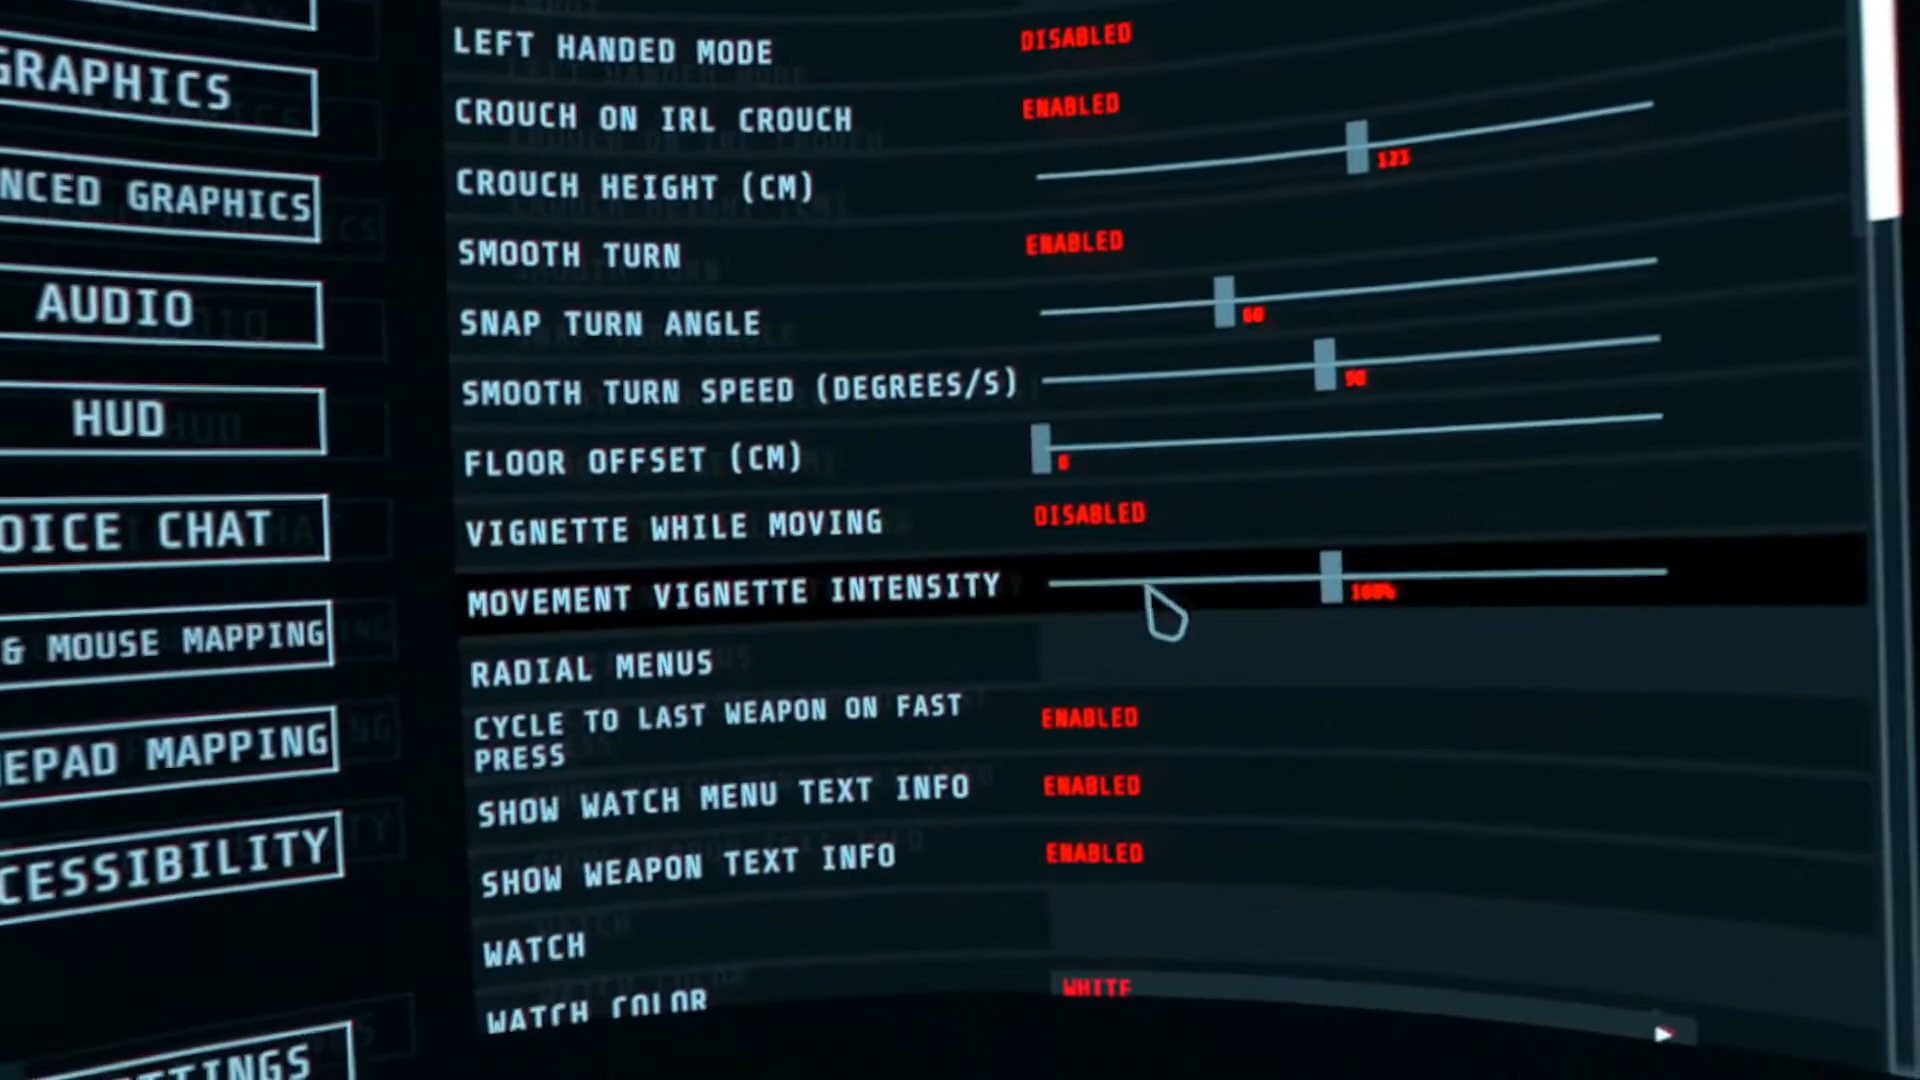 GRAPHICS
NCED GRAPHICS
AUDIO
HUD
OICE CHAT
& MOUSE MAPPING
EPAD MAPPING
CESSIBILITY
TTINGS
LEFT HANDED MODE DISABLED
CROUCH ON IRL CROUCH ENABLED
CROUCH HEIGHT (CM) 123
SMOOTH TURN ENABLED
SNAP TURN ANGLE 60
SMOOTH TURN SPEED (DEGREES/S) 90
FLOOR OFFSET (CM) 0
VIGNETTE WHILE MOVING DISABLED
MOVEMENT VIGNETTE INTENSITY 100%
RADIAL MENUS
CYCLE TO LAST WEAPON ON FAST
PRESS ENABLED
SHOW WATCH MENU TEXT INFO ENABLED
SHOW WEAPON TEXT INFO ENABLED
WATCH
WATCH COLOR WHITE